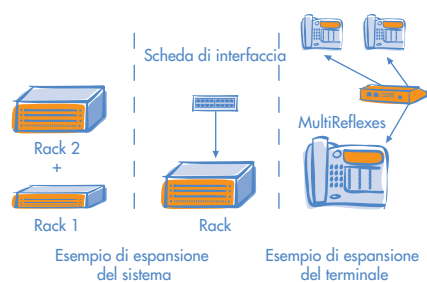 Scheda di interfaccia
MultiReflexes
Rack 2
+
Rack 1
Rack
Esempio di espansione
del sistema
Esempio di espansione
del terminale